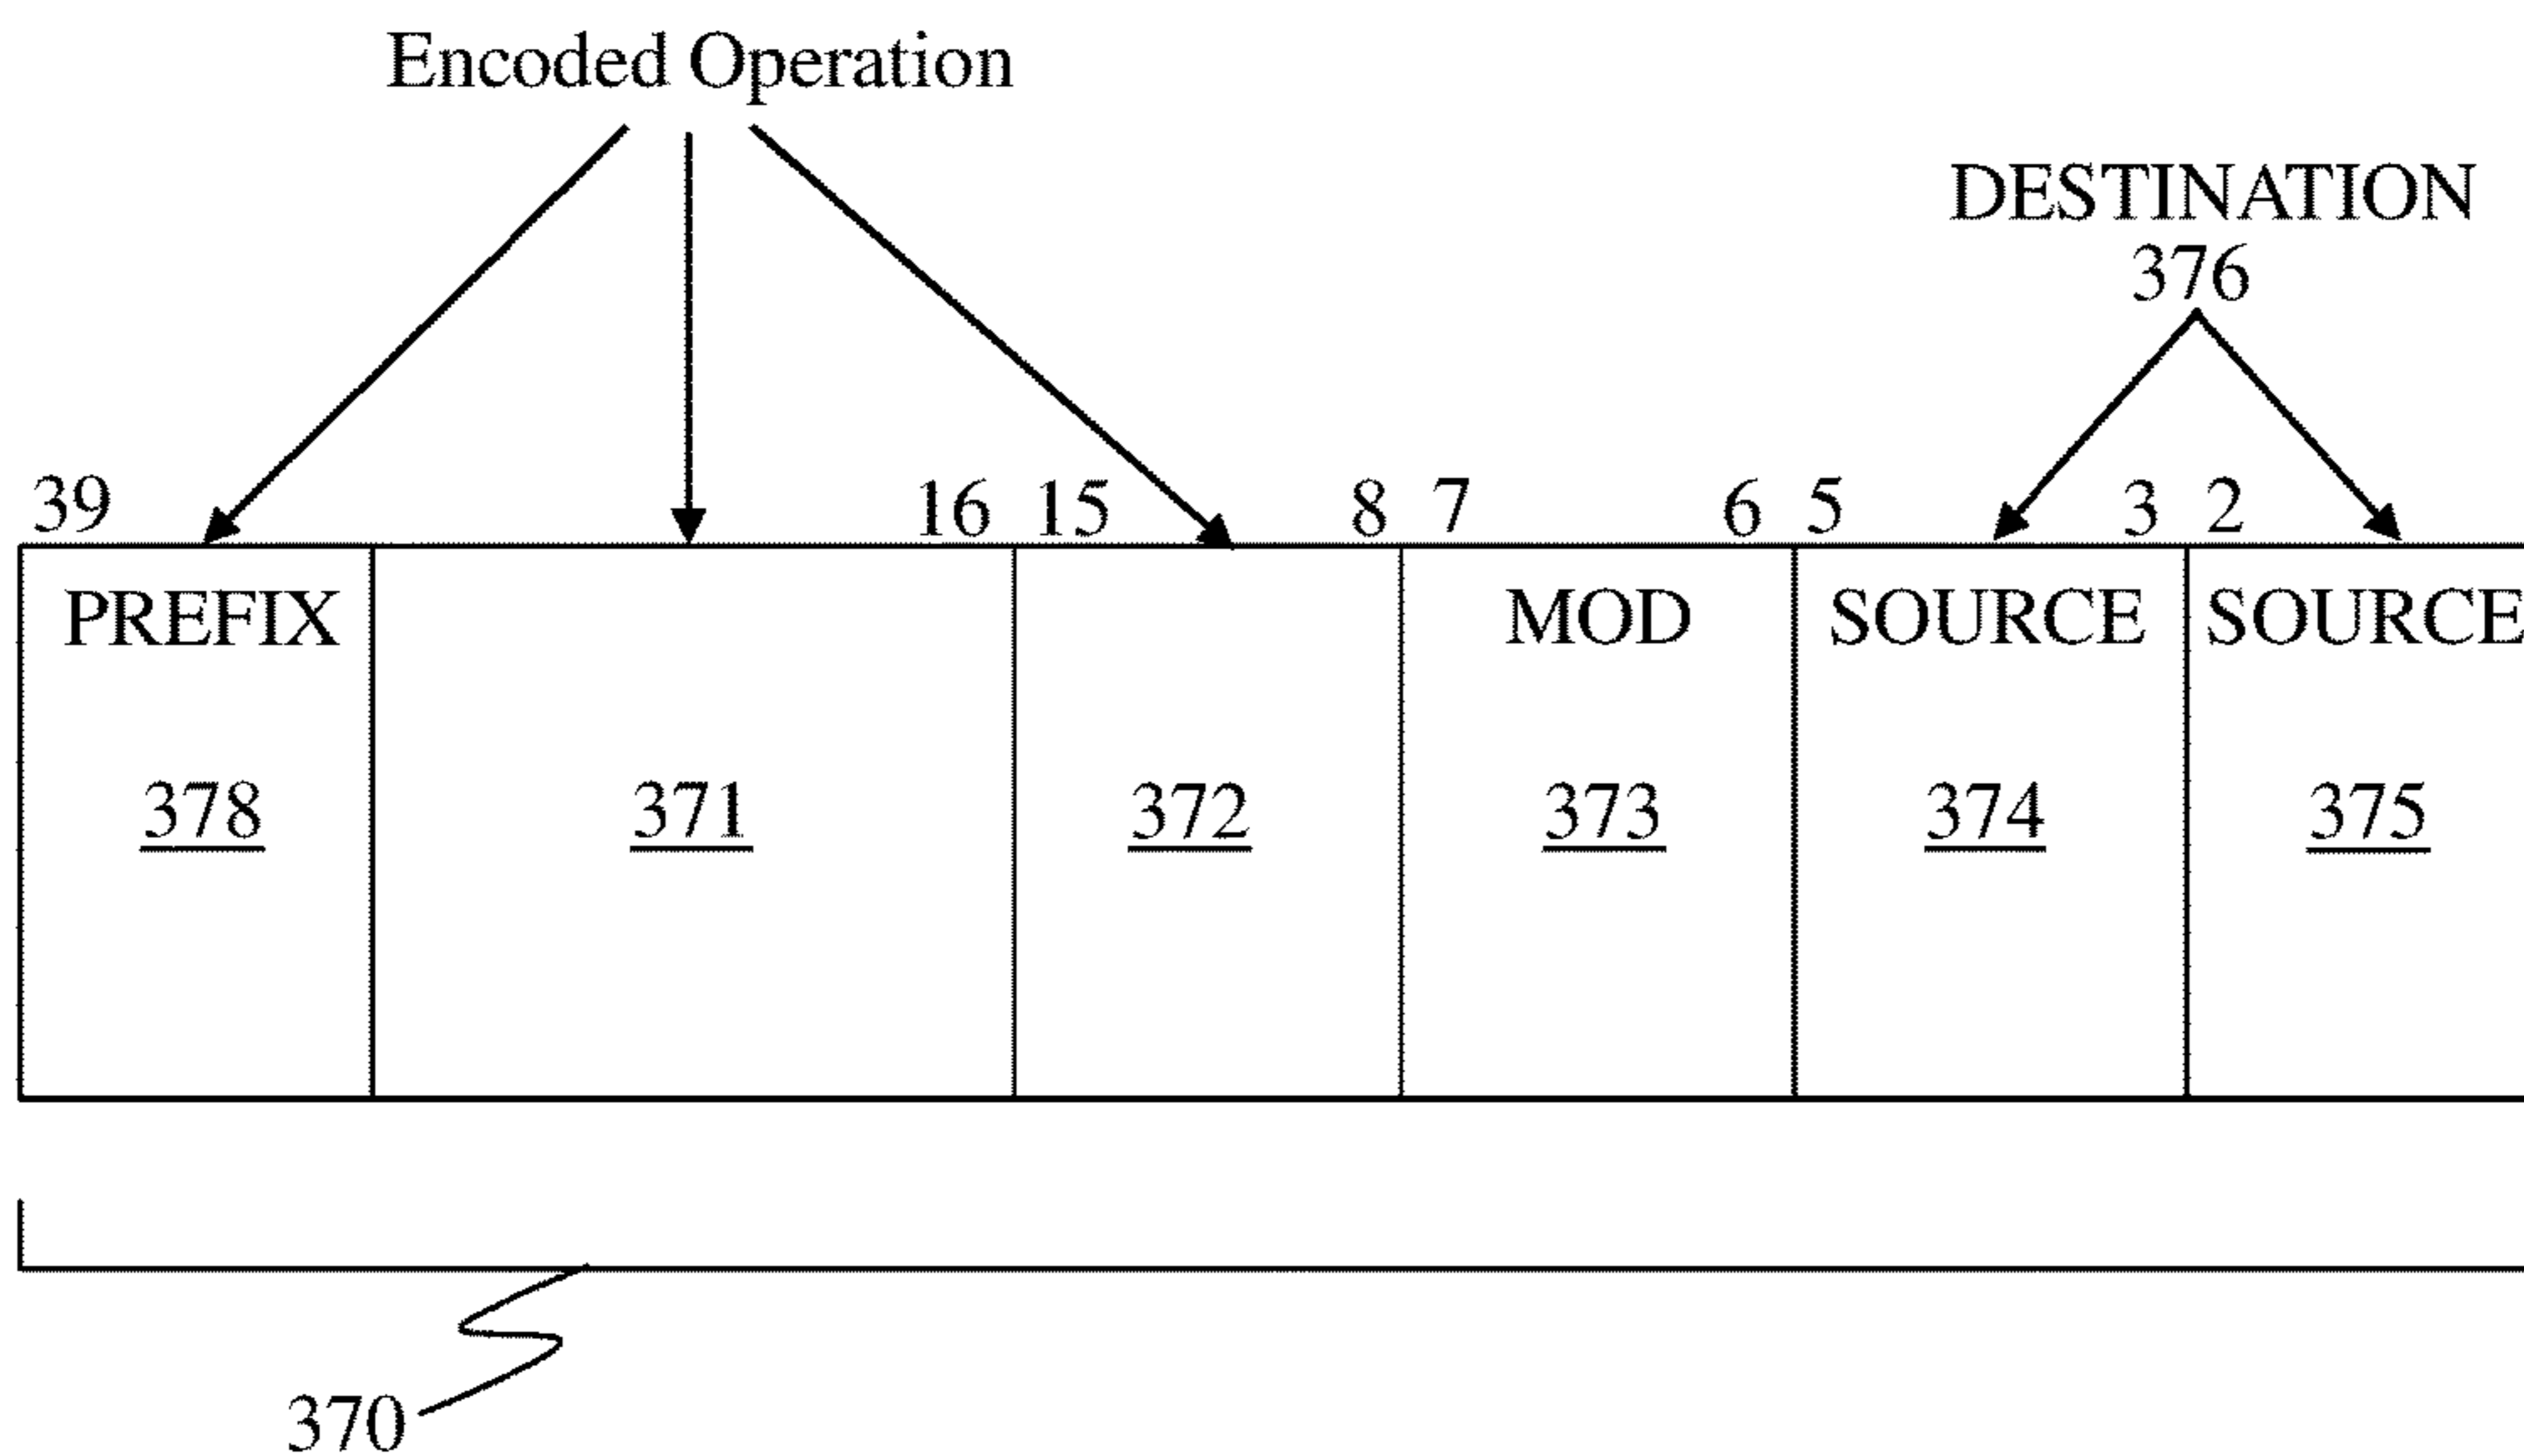 Encoded Operation
DESTINATION
376
39 16 15 8 7 6 5 3 2
PREFIX MOD SOURCE SOURCE
378 371 372 373 374 375
370